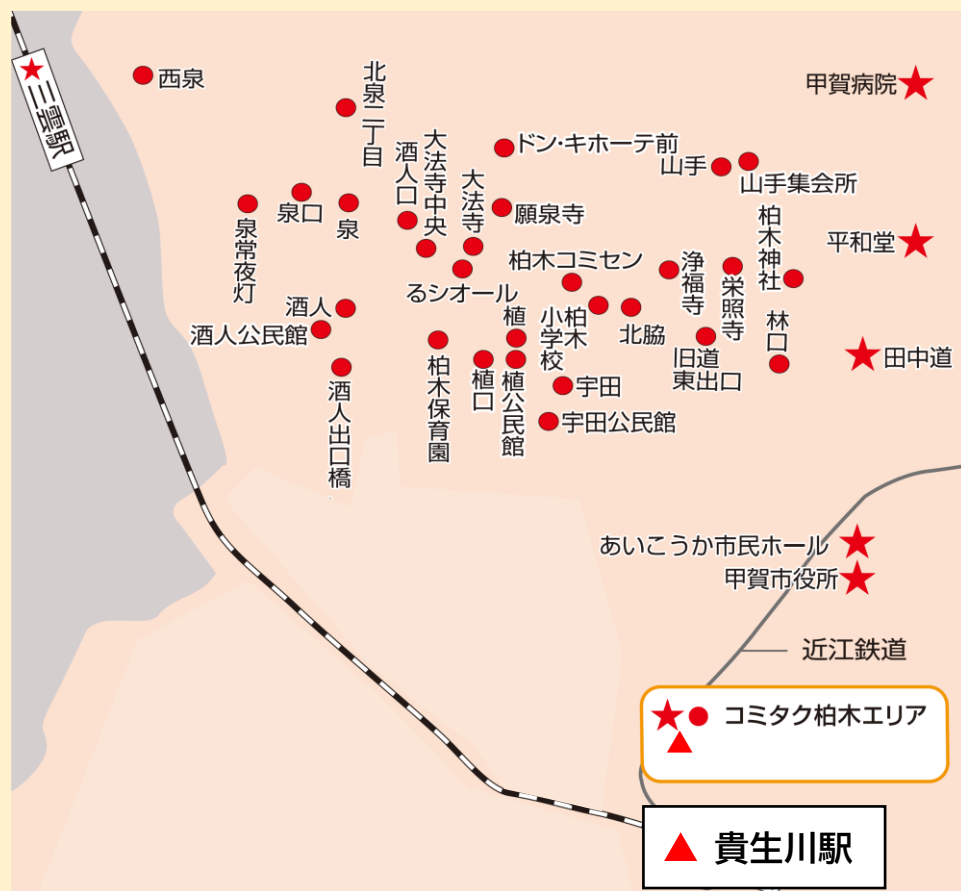 三雲駅
西泉
北泉二丁目
甲賀病院
ドン・キホーテ前
山手
山手集会所
大法寺中央
酒人口
大法寺
泉口
泉常夜灯
泉
願泉寺
柏木神社
平和堂
柏木コミセン
浄福寺
栄照寺
るシオール
酒人
酒人公民館
植
柏木
小学校
北脇
林口
旧道
東出口
田中道
酒人出口橋
柏木保育園
植口
植公民館
宇田
宇田公民館
あいこうか市民ホール
甲賀市役所
近江鉄道
コミタク柏木エリア
貴生川駅